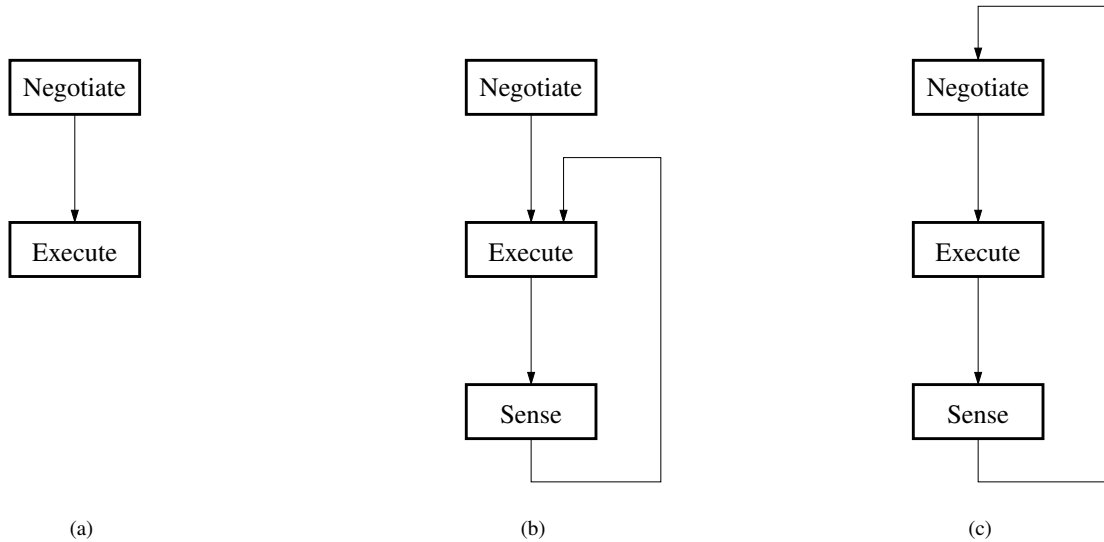 Negotiate
Execute
(a)
Negotiate
Execute
Sense
(b)
Negotiate
Execute
Sense
(c)